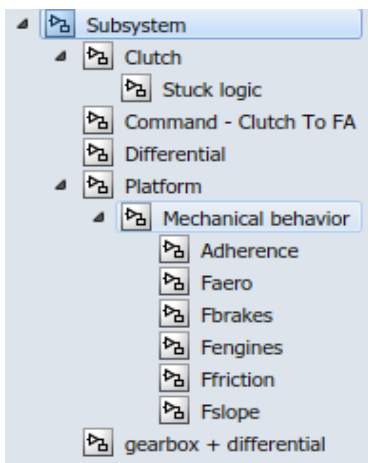 Subsystem
Clutch
Stuck logic
Command - Clutch To FA
Differential
Platform
Mechanical behavior
Adherence
Faero
Fbrakes
Fengines
Ffriction
Fslope
gearbox + differential